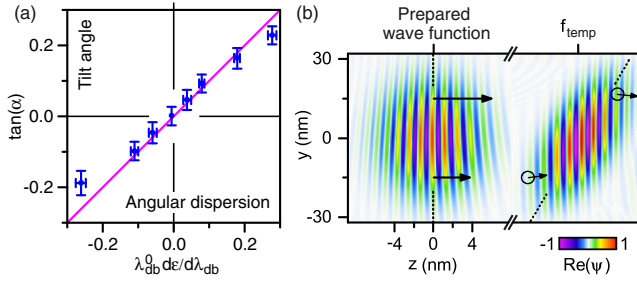 (a)
0.2
0.0
-0.2
tan(α)
Tilt angle
Angular dispersion
-0.2
0.0
0.2
λ⁰db dε/dλdb
(b)
Prepared
wave function
ftemp
30
y (nm)
0
-30
-4
0
4
z (nm)
-1
1
Re(ψ)